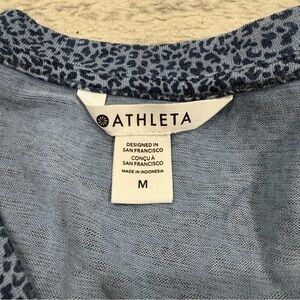 ATHLETA
DESIGNED IN
SAN FRANCISCO
CONÇU À
SAN FRANCISCO
MADE IN INDONESIA
M